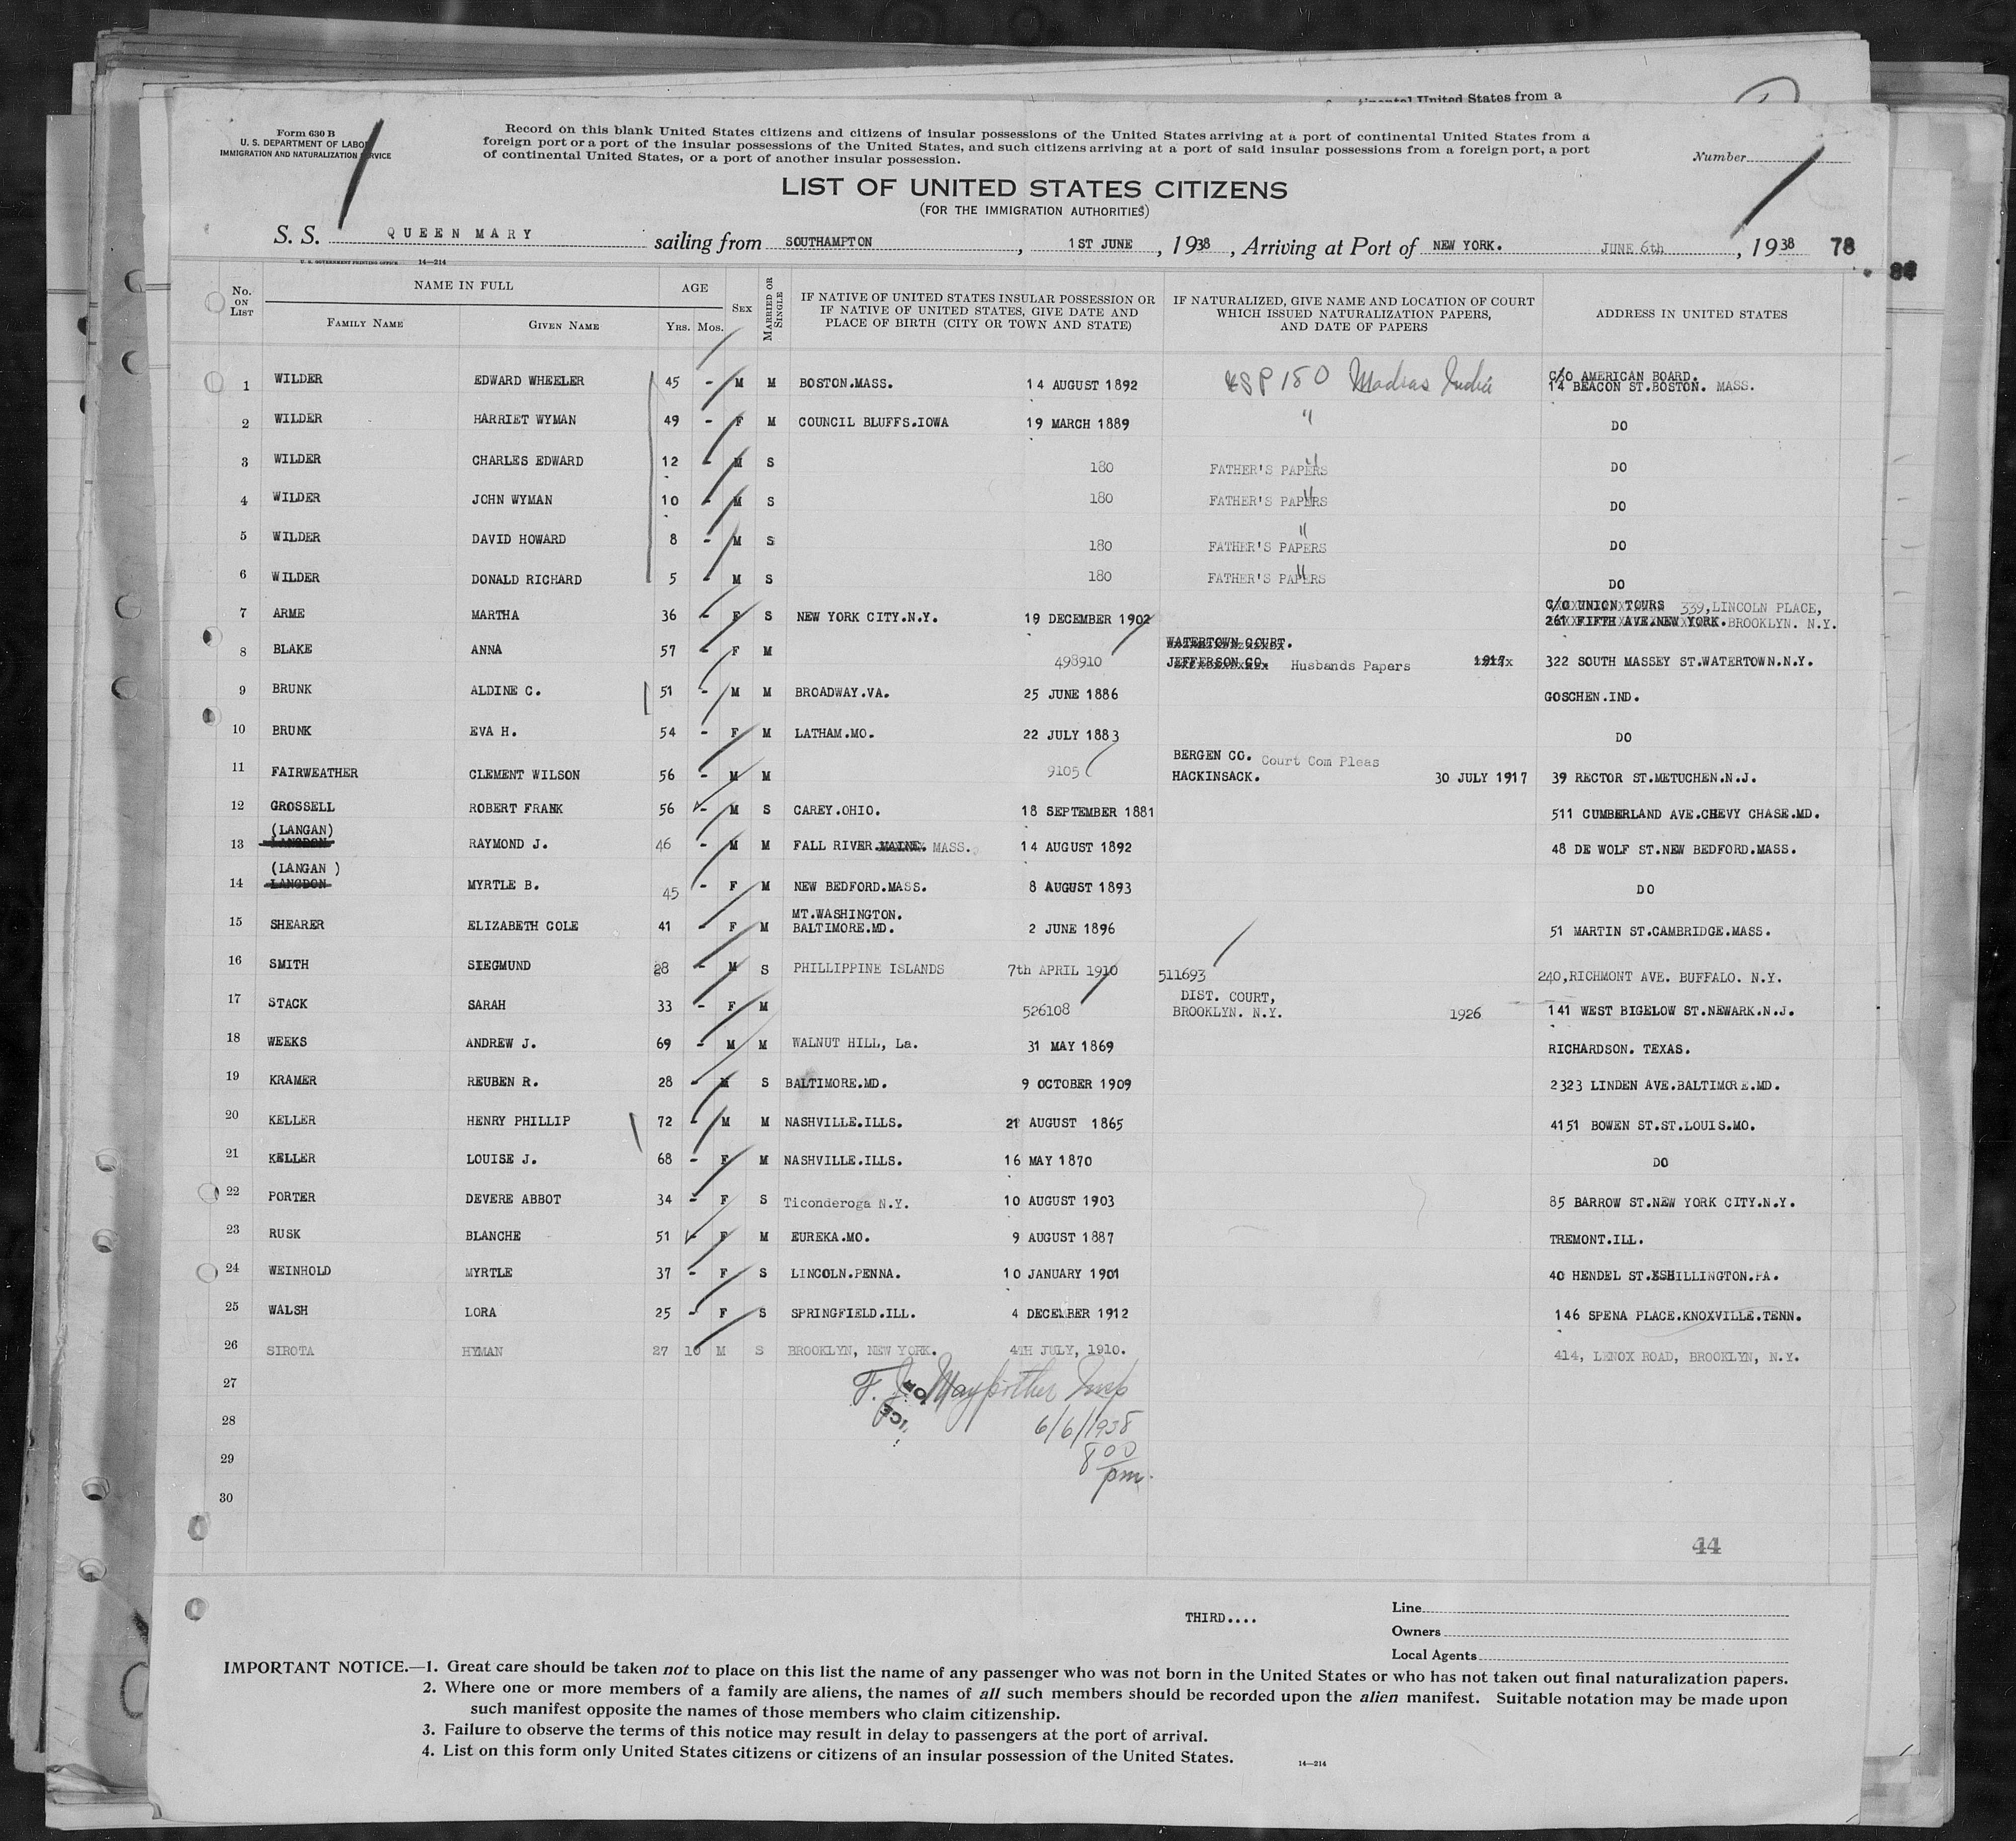 continental United States from a
Form 630 B
U. S. DEPARTMENT OF LABOR
IMMIGRATION AND NATURALIZATION SERVICE
Record on this blank United States citizens and citizens of insular possessions of the United States arriving at a port of continental United States from a
foreign port or a port of the insular possessions of the United States, and such citizens arriving at a port of said insular possessions from a foreign port, a port
of continental United States, or a port of another insular possession.
Number
LIST OF UNITED STATES CITIZENS
(FOR THE IMMIGRATION AUTHORITIES)
S. S. QUEEN MARY sailing from SOUTHAMPTON, 1ST JUNE, 1938, Arriving at Port of NEW YORK. JUNE 6th, 1938 78
U. S. GOVERNMENT PRINTING OFFICE 14—214
84
No. ON LIST NAME IN FULL FAMILY NAME GIVEN NAME AGE Yrs. Mos. SEX MARRIED OR SINGLE IF NATIVE OF UNITED STATES INSULAR POSSESSION OR IF NATIVE OF UNITED STATES, GIVE DATE AND PLACE OF BIRTH (CITY OR TOWN AND STATE) IF NATURALIZED, GIVE NAME AND LOCATION OF COURT WHICH ISSUED NATURALIZATION PAPERS, AND DATE OF PAPERS ADDRESS IN UNITED STATES
1 WILDER EDWARD WHEELER 45 - M M BOSTON.MASS. 14 AUGUST 1892 SP 180 Madras India C/O AMERICAN BOARD. 14 BEACON ST.BOSTON. MASS.
2 WILDER HARRIET WYMAN 49 - F M COUNCIL BLUFFS.IOWA 19 MARCH 1889 " DO
3 WILDER CHARLES EDWARD 12 - M S 180 FATHER'S PAPERS " DO
4 WILDER JOHN WYMAN 10 - M S 180 FATHER'S PAPERS " DO
5 WILDER DAVID HOWARD 8 - M S 180 FATHER'S PAPERS " DO
6 WILDER DONALD RICHARD 5 - M S 180 FATHER'S PAPERS " DO
7 ARME MARTHA 36 - F S NEW YORK CITY.N.Y. 19 DECEMBER 1902 C/O UNION TOURS 339,LINCOLN PLACE, 261 FIFTH AVE.NEW YORK. BROOKLYN. N.Y.
8 BLAKE ANNA 57 - F M 498910 WATERTOWN COURT. JEFFERSON CO. Husbands Papers 1917 322 SOUTH MASSEY ST.WATERTOWN.N.Y.
9 BRUNK ALDINE C. 51 - M M BROADWAY.VA. 25 JUNE 1886 GOSCHEN.IND.
10 BRUNK EVA H. 54 - F M LATHAM.MO. 22 JULY 1883 DO
11 FAIRWEATHER CLEMENT WILSON 56 - M M 9105 BERGEN CO. Court Com Pleas HACKINSACK. 30 JULY 1917 39 RECTOR ST.METUCHEN.N.J.
12 GROSSELL ROBERT FRANK 56 - M S CAREY.OHIO. 18 SEPTEMBER 1881 511 CUMBERLAND AVE.CHEVY CHASE.MD.
13 (LANGAN) LANGDON RAYMOND J. 46 - M M FALL RIVER.MAINE. MASS. 14 AUGUST 1892 48 DE WOLF ST.NEW BEDFORD.MASS.
14 (LANGAN ) LANGDON MYRTLE B. 45 - F M NEW BEDFORD.MASS. 8 AUGUST 1893 DO
15 SHEARER ELIZABETH COLE 41 - F M MT.WASHINGTON. BALTIMORE.MD. 2 JUNE 1896 51 MARTIN ST.CAMBRIDGE.MASS.
16 SMITH SIEGMUND 28 - M S PHILLIPPINE ISLANDS 7th APRIL 1910 511693 240,RICHMONT AVE. BUFFALO. N.Y.
17 STACK SARAH 33 - F M 526108 DIST. COURT, BROOKLYN. N.Y. 1926 141 WEST BIGELOW ST.NEWARK.N.J.
18 WEEKS ANDREW J. 69 - M M WALNUT HILL, La. 31 MAY 1869 RICHARDSON. TEXAS.
19 KRAMER REUBEN R. 28 - M S BALTIMORE.MD. 9 OCTOBER 1909 2323 LINDEN AVE.BALTIMORE.MD.
20 KELLER HENRY PHILLIP 72 - M M NASHVILLE.ILLS. 21 AUGUST 1865 4151 BOWEN ST.ST.LOUIS.MO.
21 KELLER LOUISE J. 68 - F M NASHVILLE.ILLS. 16 MAY 1870 DO
22 PORTER DEVERE ABBOT 34 - F S Ticonderoga N.Y. 10 AUGUST 1903 85 BARROW ST.NEW YORK CITY.N.Y.
23 RUSK BLANCHE 51 - F M EUREKA.MO. 9 AUGUST 1887 TREMONT.ILL.
24 WEINHOLD MYRTLE 37 - F S LINCOLN.PENNA. 10 JANUARY 1901 40 HENDEL ST.SHILLINGTON.PA.
25 WALSH LORA 25 - F S SPRINGFIELD.ILL. 4 DECEMBER 1912 146 SPENA PLACE.KNOXVILLE.TENN.
26 SIROTA HYMAN 27 10 M S BROOKLYN, NEW YORK. 4TH JULY, 1910. 414, LENOX ROAD, BROOKLYN, N.Y.
27 F. J. Maypother Insp
28 6/6/1938
29 8 00 pm.
30
44
THIRD....
Line
Owners
Local Agents
IMPORTANT NOTICE.—1. Great care should be taken not to place on this list the name of any passenger who was not born in the United States or who has not taken out final naturalization papers.
2. Where one or more members of a family are aliens, the names of all such members should be recorded upon the alien manifest. Suitable notation may be made upon
such manifest opposite the names of those members who claim citizenship.
3. Failure to observe the terms of this notice may result in delay to passengers at the port of arrival.
4. List on this form only United States citizens or citizens of an insular possession of the United States.
14—214